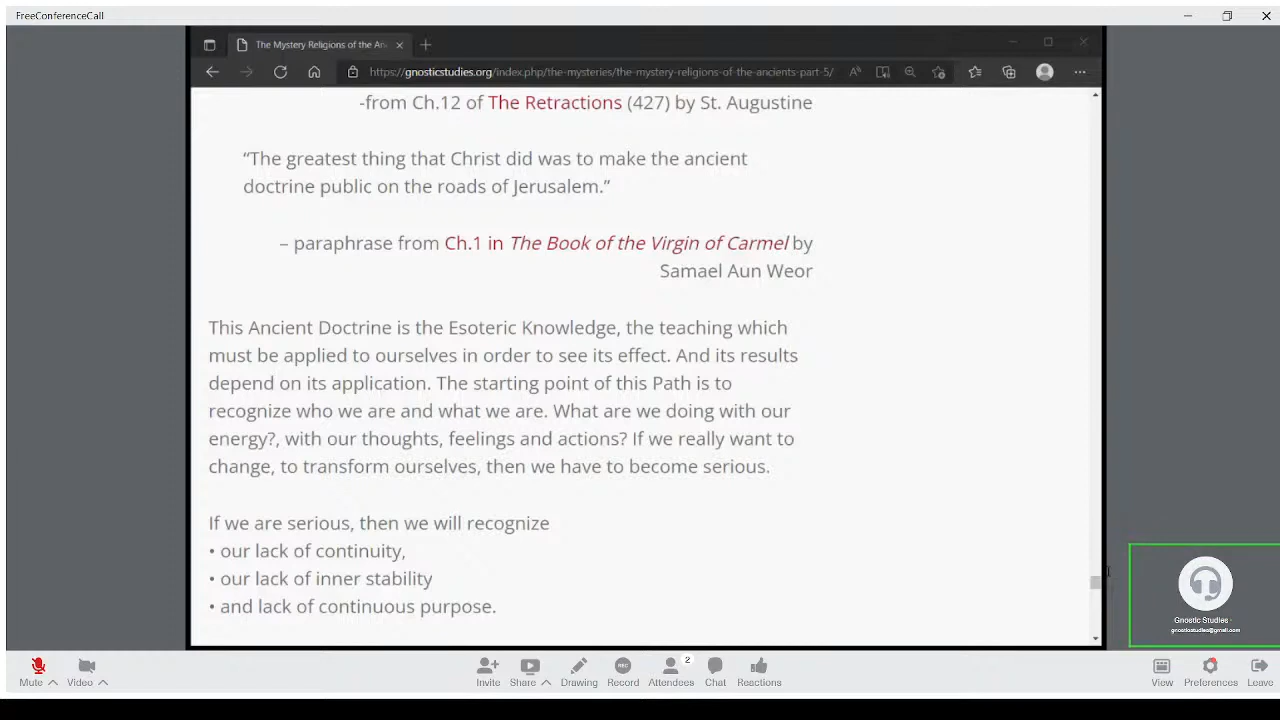 FreeConferenceCall
The Mystery Religions of the An
https://gnosticstudies.org/index.php/the-mysteries/the-mystery-religions-of-the-ancients-part-5/
-from Ch.12 of The Retractions (427) by St. Augustine
“The greatest thing that Christ did was to make the ancient
doctrine public on the roads of Jerusalem.”
– paraphrase from Ch.1 in The Book of the Virgin of Carmel by
Samael Aun Weor
This Ancient Doctrine is the Esoteric Knowledge, the teaching which
must be applied to ourselves in order to see its effect. And its results
depend on its application. The starting point of this Path is to
recognize who we are and what we are. What are we doing with our
energy?, with our thoughts, feelings and actions? If we really want to
change, to transform ourselves, then we have to become serious.
If we are serious, then we will recognize
• our lack of continuity,
• our lack of inner stability
• and lack of continuous purpose.
Gnostic Studies -
gnosticstudies@gmail.com
Mute Video Invite Share Drawing REC Record Attendees 2 Chat Reactions View Preferences Leave